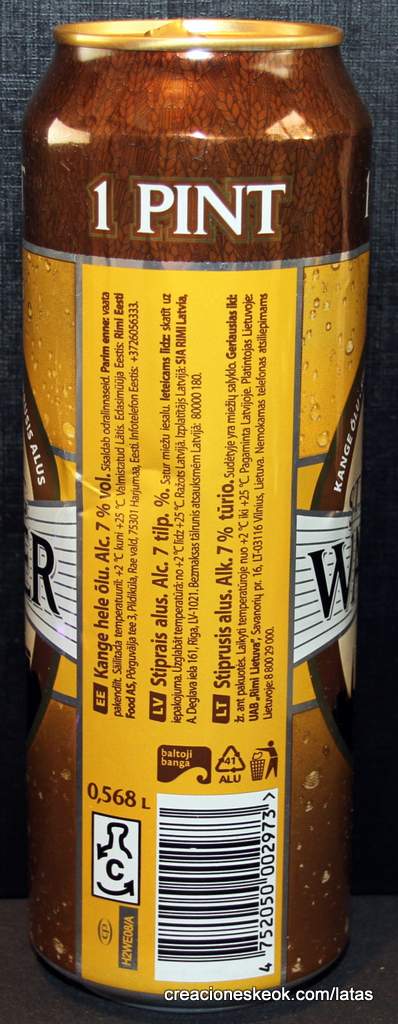 1 PINT
EE Kange hele õlu. Alc. 7 % vol. Sisaldab odralinnaseid. Parim enne: vaata
pakendilt. Säilitada temperatuuril: +2 °C kuni +25 °C. Valmistatud Lätis. Edasimüüja Eestis: Rimi Eesti
Food AS, Põrguvälja tee 3, Pildiküla, Rae vald, 75301 Harjumaa, Eesti. Infotelefon Eestis: +3726056333.
LV Stiprais alus. Alc. 7 tilp. %. Satur miežu iesalu. Ieteicams līdz: skatīt uz
iepakojuma. Uzglabāt temperatūrā: no +2 °C līdz +25 °C. Ražots Latvijā. Izplatītājs Latvijā: SIA RIMI Latvia,
A. Deglava iela 161, Rīga, LV-1021. Bezmaksas tālrunis atsauksmēm Latvijā: 80000 180.
LT Stiprusis alus. Alk. 7 % tūrio. Sudėtyje yra miežių salyklo. Geriausias iki:
žr. ant pakuotės. Laikyti temperatūroje nuo +2 °C iki +25 °C. Pagaminta Latvijoje. Platintojas Lietuvoje:
UAB „Rimi Lietuva", Savanorių pr. 16, LT-03116 Vilnius, Lietuva. Nemokamas telefonas atsiliepimams
Lietuvoje: 8 800 29 000.
USIS ALUS
KANGE ÕLU
R
W
baltoji
banga
41
ALU
0,568 L
C
H2WE08/A
4 752050 002973 >
creacioneskeok.com/latas